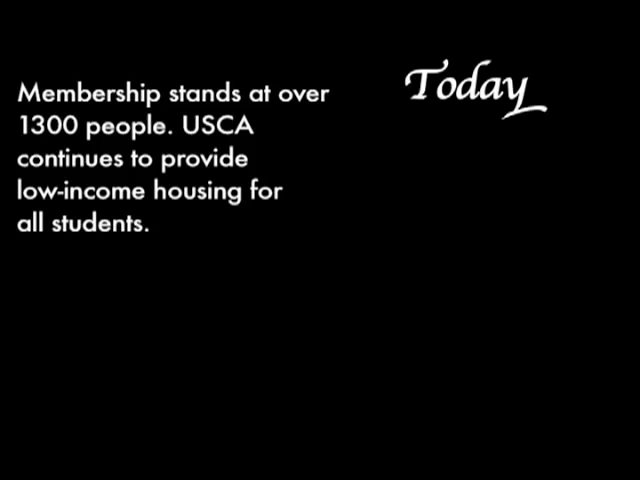 Today
Membership stands at over
1300 people. USCA
continues to provide
low-income housing for
all students.